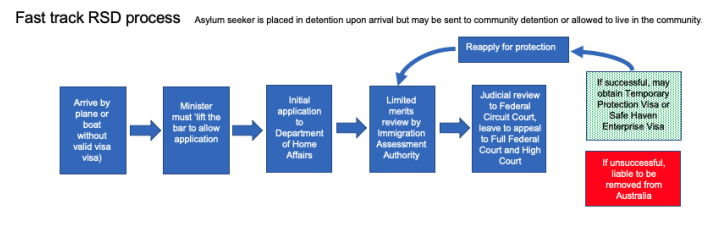 Fast track RSD process
Asylum seeker is placed in detention upon arrival but may be sent to community detention or allowed to live in the community.
Reapply for protection
Arrive by
plane or
boat
without
valid visa
visa)
Minister
must 'lift the
bar to allow
application
Initial
application
to
Department
of Home
Affairs
Limited
merits
review by
Immigration
Assessment
Authority
Judicial review
to Federal
Circuit Court,
leave to appeal
to Full Federal
Court and High
Court
If successful, may
obtain Temporary
Protection Visa or
Safe Haven
Enterprise Visa
If unsuccessful,
liable to be
removed from
Australia